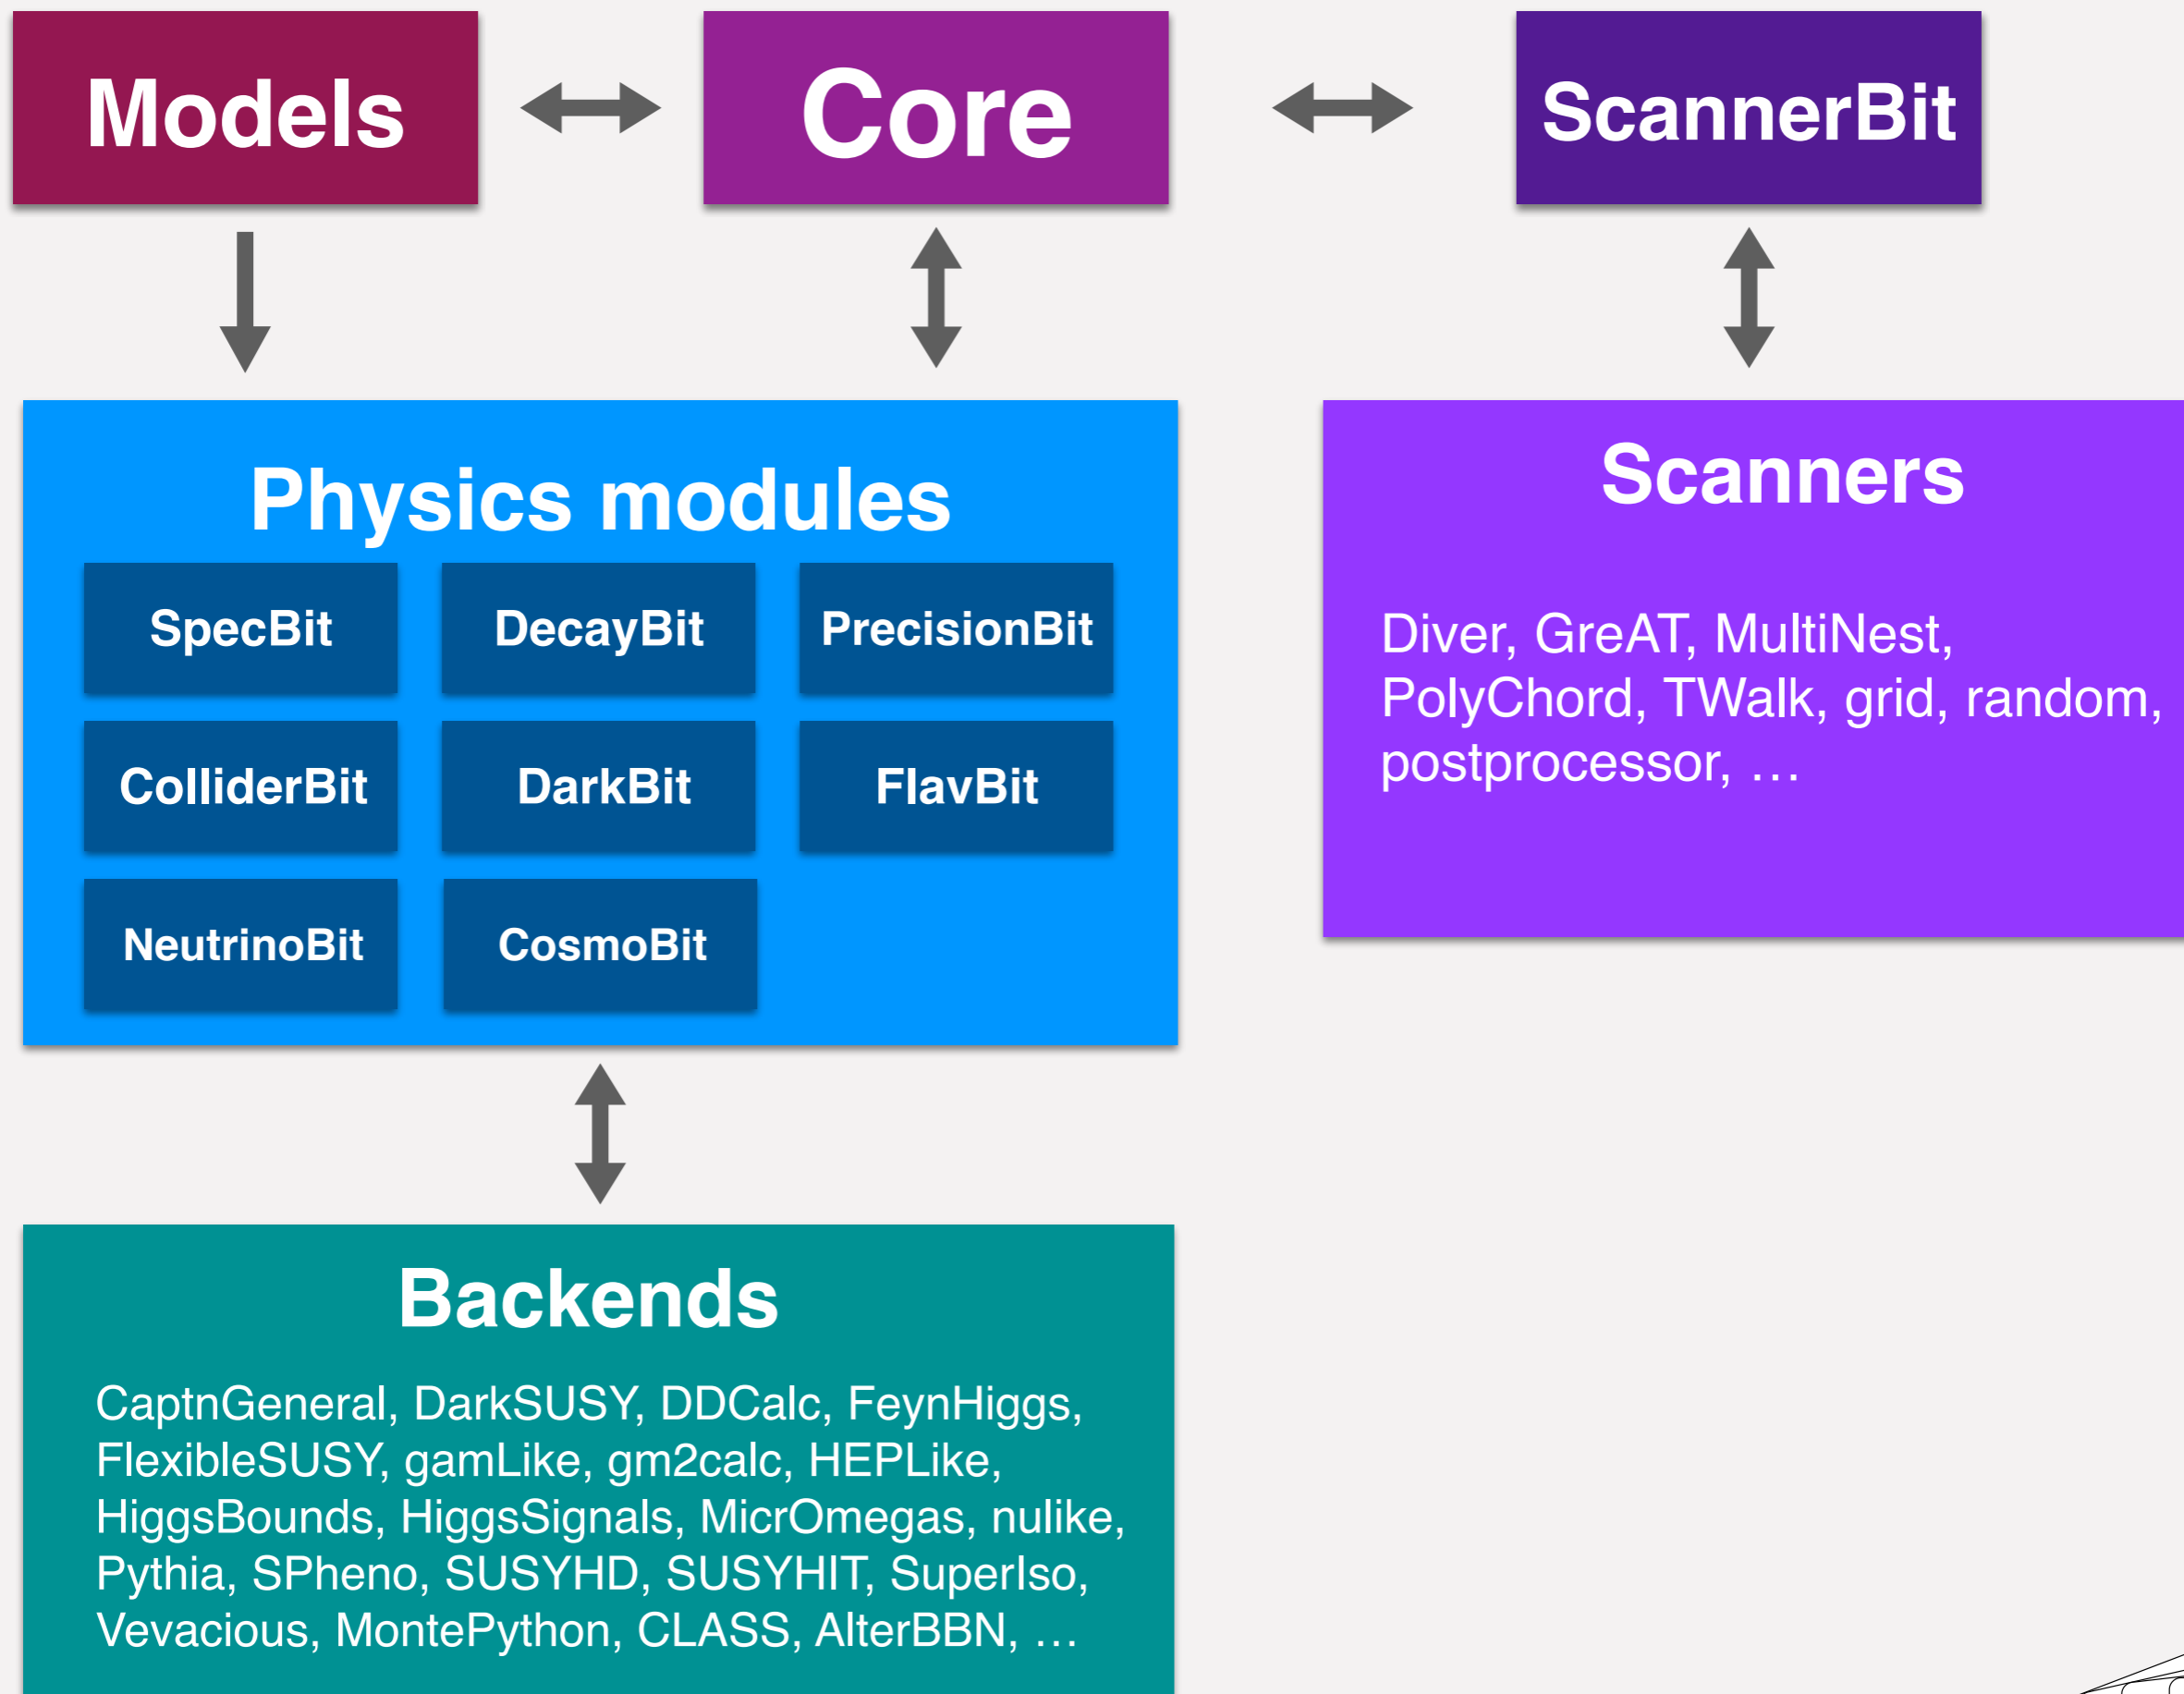 Models
Core
ScannerBit
Physics modules
SpecBit
DecayBit
PrecisionBit
ColliderBit
DarkBit
FlavBit
NeutrinoBit
CosmoBit
Scanners
Diver, GreAT, MultiNest,
PolyChord, TWalk, grid, random,
postprocessor, …
Backends
CaptnGeneral, DarkSUSY, DDCalc, FeynHiggs,
FlexibleSUSY, gamLike, gm2calc, HEPLike,
HiggsBounds, HiggsSignals, MicrOmegas, nulike,
Pythia, SPheno, SUSYHD, SUSYHIT, SuperIso,
Vevacious, MontePython, CLASS, AlterBBN, …